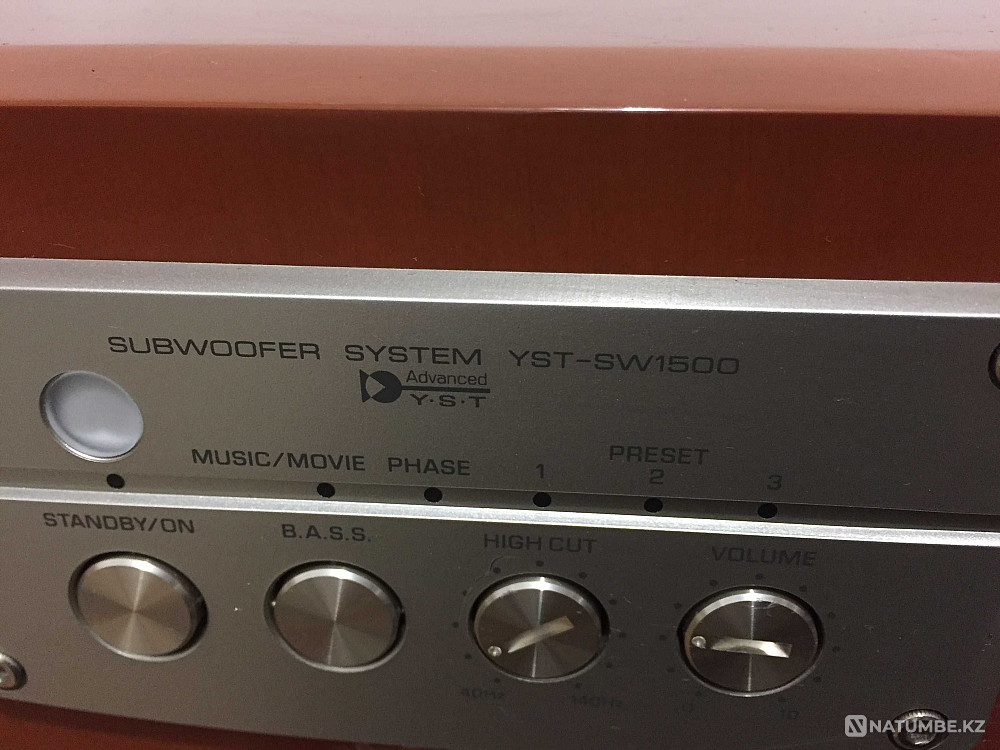 SUBWOOFER SYSTEM YST-SW1500
Advanced
Y·S·T
MUSIC/MOVIE PHASE 1 PRESET 2 3
STANDBY/ON B.A.S.S. HIGH CUT VOLUME
40Hz 140Hz 0 10
NATUMBE.KZ